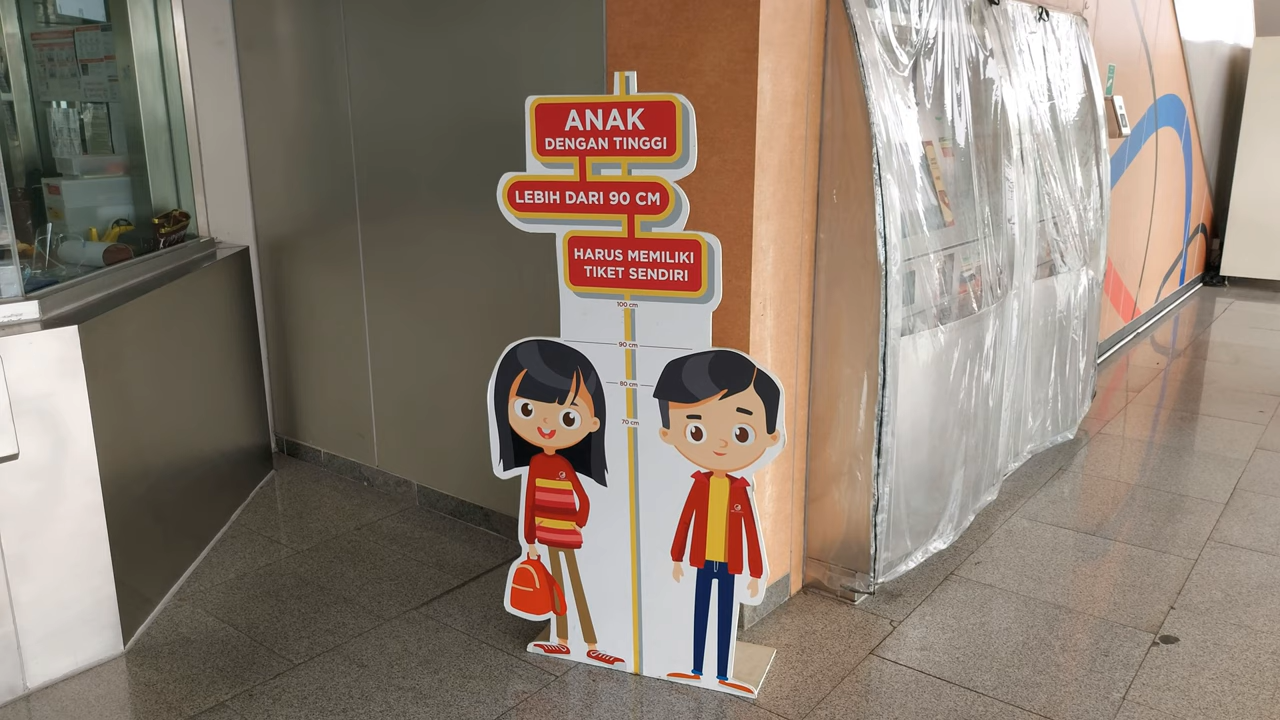 ANAK
DENGAN TINGGI
LEBIH DARI 90 CM
HARUS MEMILIKI
TIKET SENDIRI
100 cm
90 cm
80 cm
70 cm